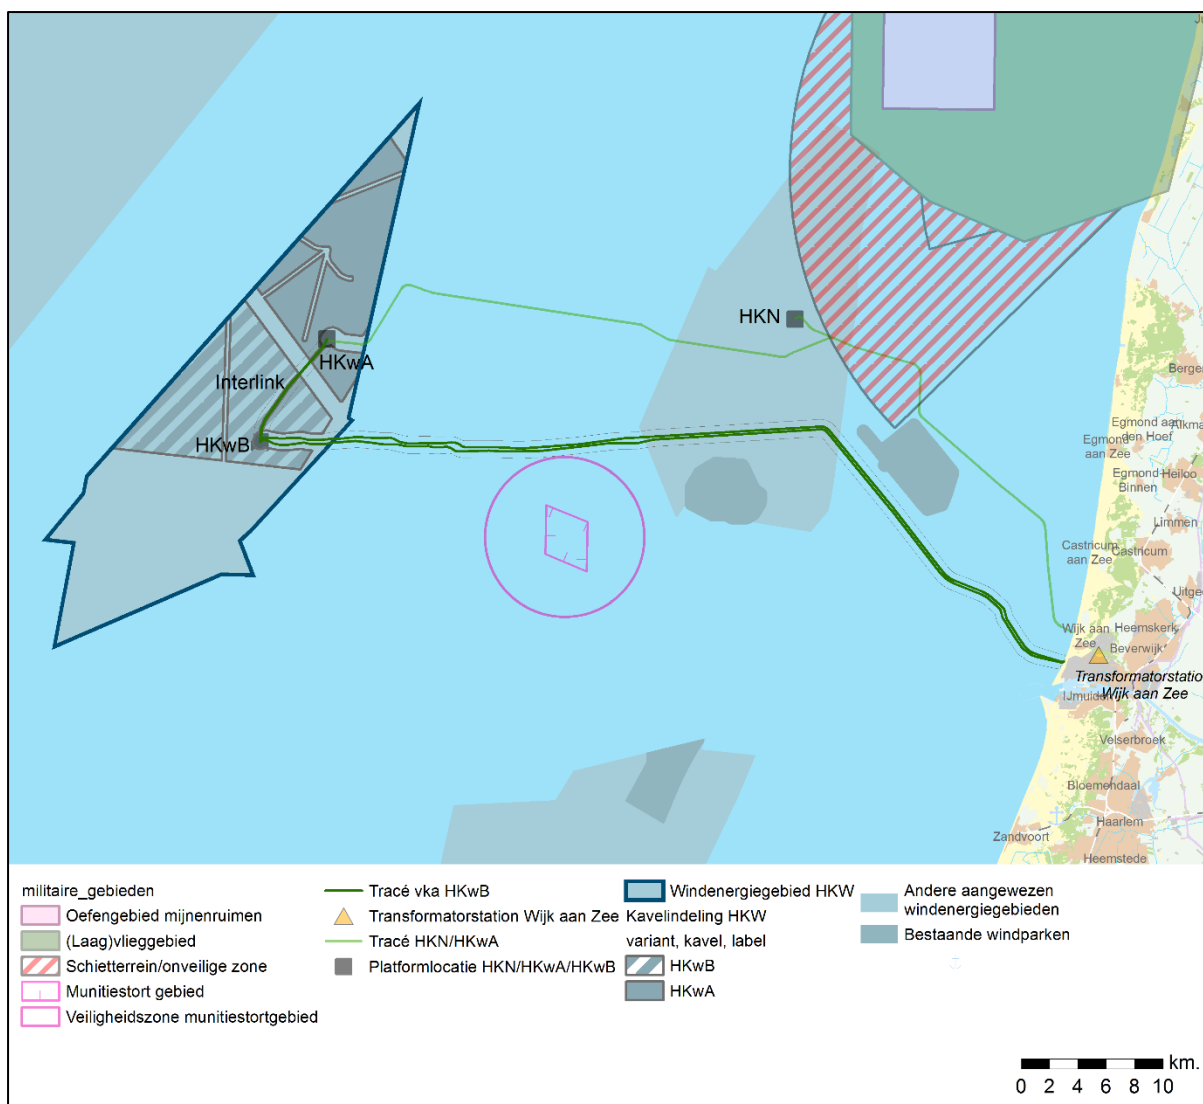 HKN
HKwA
Interlink
HKwB
Bergen
Egmond aan
den Hoef
Alkma
Egmond
aan Zee
Egmond
Binnen
Heiloo
Limmen
Castricum
aan Zee
Castricum
Uitge
Wijk aan
Zee
Heemskerk
Beverwijk
Transformatorstation
Wijk aan Zee
IJmuiden
Velserbroek
Bloemendaal
Haarlem
Zandvoort
Heemstede
militaire_gebieden
Oefengebied mijnenruimen
(Laag)vlieggebied
Schietterrein/onveilige zone
Munitiestort gebied
Veiligheidszone munitiestortgebied
Tracé vka HKwB
Transformatorstation Wijk aan Zee
Tracé HKN/HKwA
Platformlocatie HKN/HKwA/HKwB
Windenergiegebied HKW
Kavelindeling HKW
variant, kavel, label
HKwB
HKwA
Andere aangewezen
windenergiegebieden
Bestaande windparken
km.
0 2 4 6 8 10